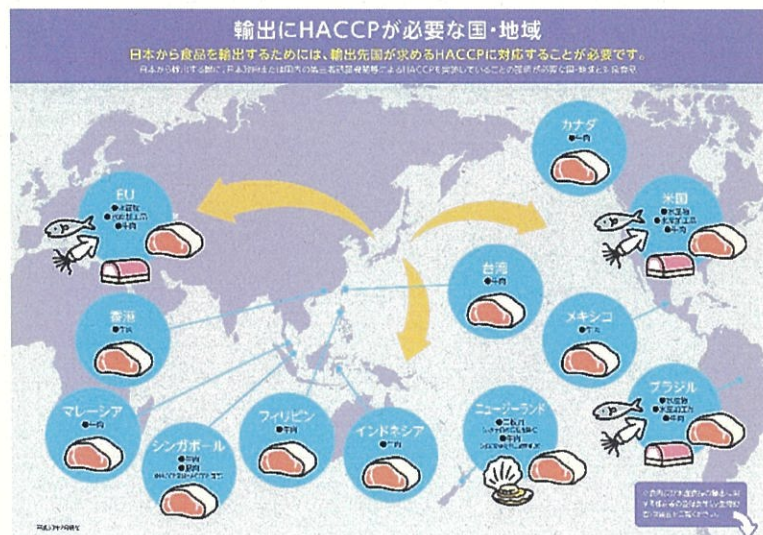 輸出にHACCPが必要な国・地域
日本から食品を輸出するためには、輸出先国が求めるHACCPに対応することが必要です。
カナダ
●牛肉
EU
●水産物
●水産加工品
●牛肉
米国
●水産物
●水産加工品
●牛肉
台湾
●牛肉
香港
●牛肉
メキシコ
●牛肉
マレーシア
●牛肉
シンガポール
●牛肉
●豚肉
フィリピン
●牛肉
インドネシア
●牛肉
ニュージーランド
●二枚貝
●牛肉
ブラジル
●水産物
●水産加工品
●牛肉